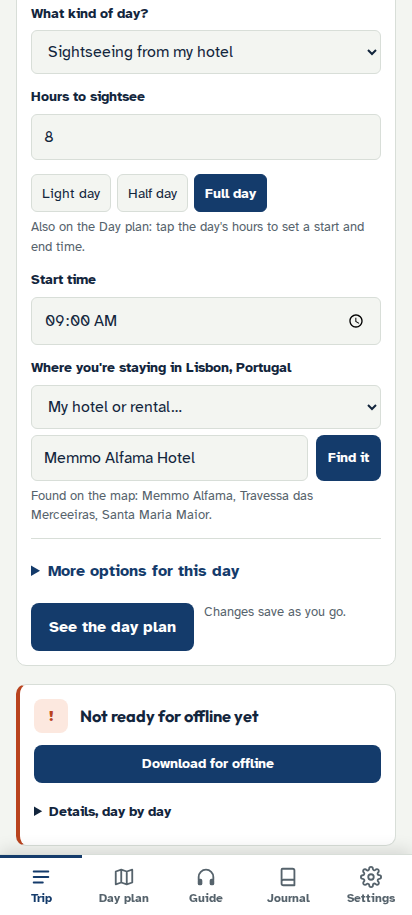 What kind of day?
Sightseeing from my hotel
Hours to sightsee
8
Light day
Half day
Full day
Also on the Day plan: tap the day's hours to set a start and
end time.
Start time
09:00 AM
Where you're staying in Lisbon, Portugal
My hotel or rental...
Memmo Alfama Hotel
Find it
Found on the map: Memmo Alfama, Travessa das
Merceeiras, Santa Maria Maior.
More options for this day
See the day plan
Changes save as you go.
!
Not ready for offline yet
Download for offline
Details, day by day
Trip
Day plan
Guide
Journal
Settings